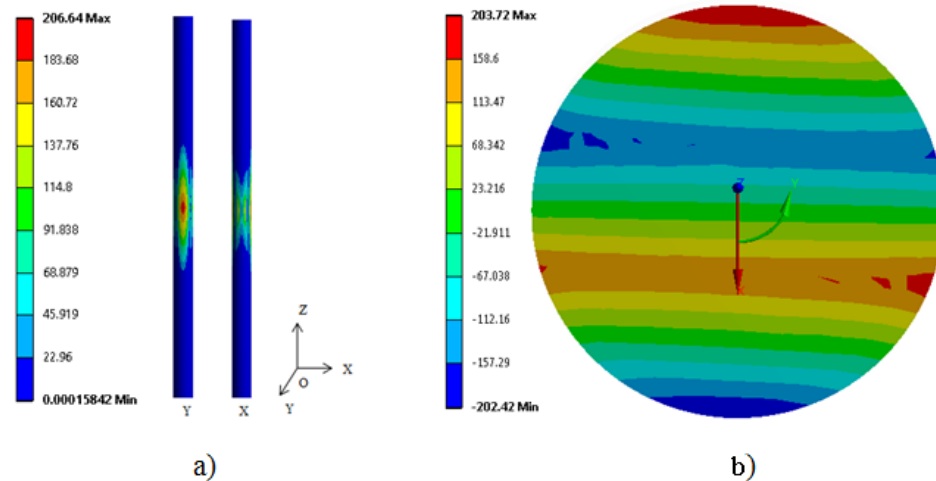 206.64 Max
183.68
160.72
137.76
114.8
91.838
68.879
45.919
22.96
0.00015842 Min
Y
X
Z
X
O
Y
a)
203.72 Max
158.6
113.47
68.342
23.216
-21.911
-67.038
-112.16
-157.29
-202.42 Min
Z
Y
X
b)